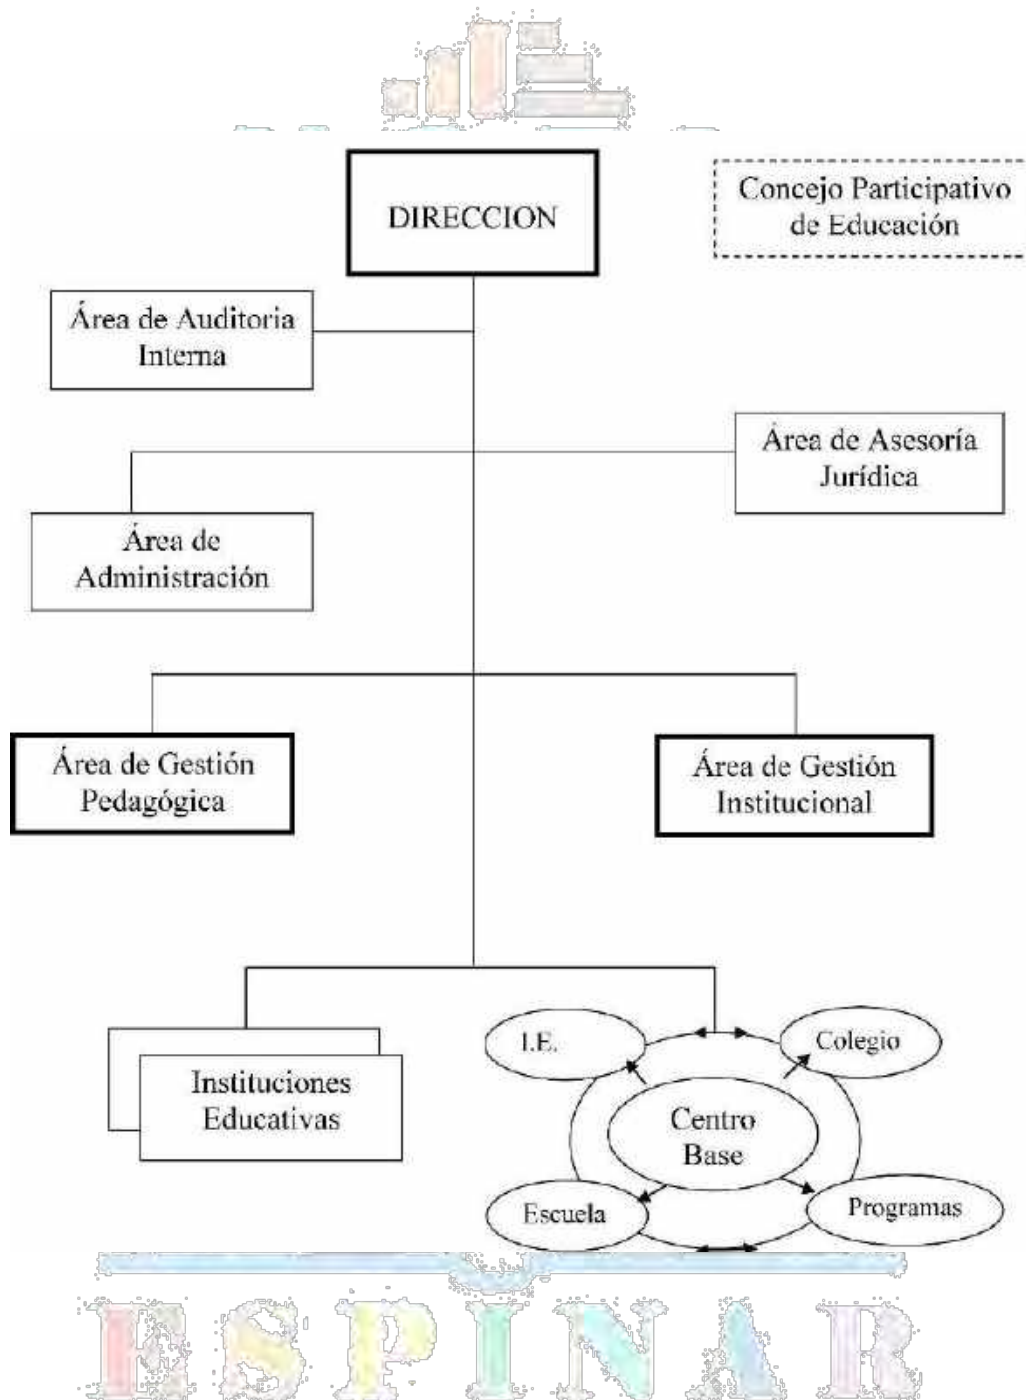 DIRECCION
Concejo Participativo
de Educación
Área de Auditoria
Interna
Área de Asesoría
Jurídica
Área de
Administración
Área de Gestión
Pedagógica
Área de Gestión
Institucional
Instituciones
Educativas
I.E.
Colegio
Centro
Base
Escuela
Programas
ESPINAR